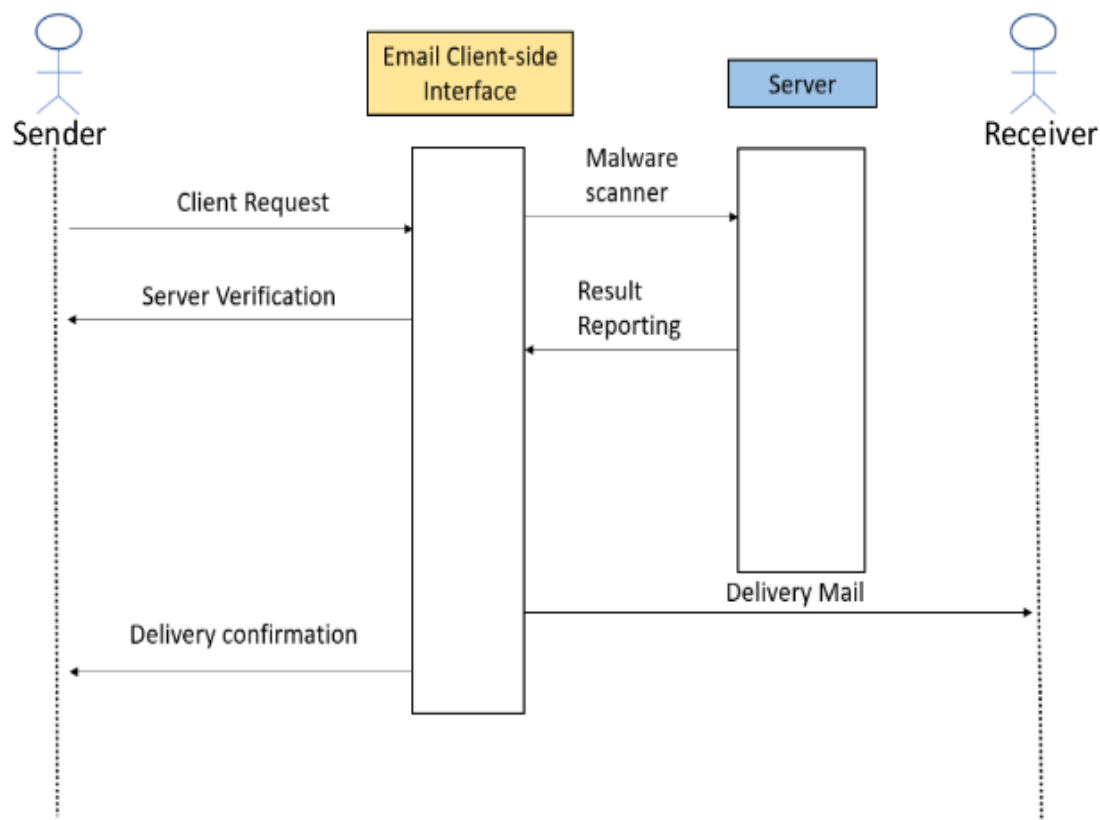 Email Client-side
Interface
Server
Sender
Receiver
Malware
scanner
Client Request
Server Verification
Result
Reporting
Delivery Mail
Delivery confirmation